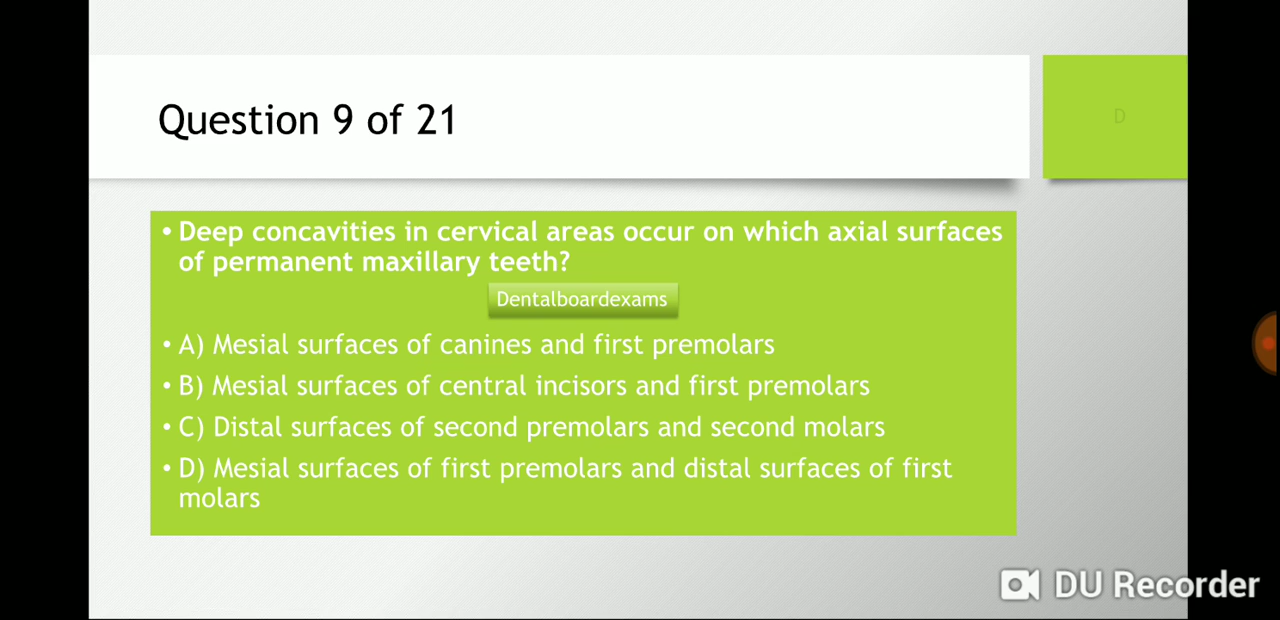 Question 9 of 21
D
• Deep concavities in cervical areas occur on which axial surfaces
of permanent maxillary teeth?
Dentalboardexams
• A) Mesial surfaces of canines and first premolars
• B) Mesial surfaces of central incisors and first premolars
• C) Distal surfaces of second premolars and second molars
• D) Mesial surfaces of first premolars and distal surfaces of first
molars
DU Recorder